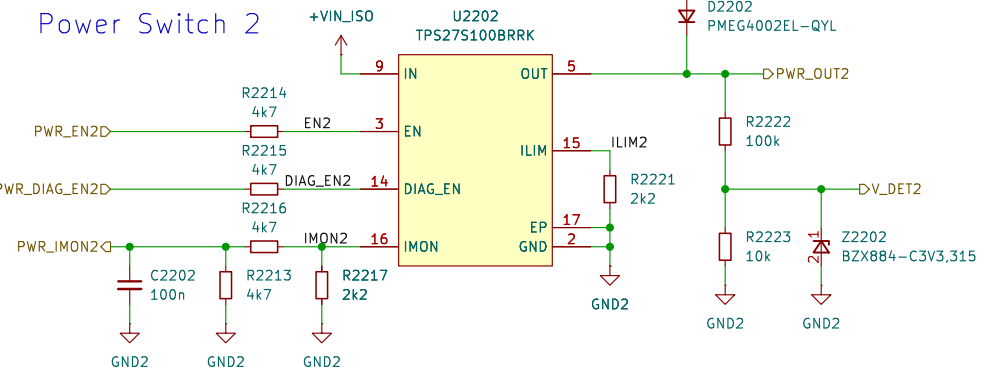 Power Switch 2
+VIN_ISO
U2202
TPS27S100BRRK
D2202
PMEG4002EL-QYL
9 IN
OUT 5
PWR_OUT2
R2214
4k7
PWR_EN2
EN2
3 EN
R2222
100k
R2215
4k7
ILIM 15
ILIM2
PWR_DIAG_EN2
DIAG_EN2
14 DIAG_EN
R2221
2k2
V_DET2
R2216
4k7
EP 17
PWR_IMON2
IMON2
16 IMON
GND 2
R2223
10k
1
2
Z2202
BZX884-C3V3,315
C2202
100n
R2213
4k7
R2217
2k2
GND2
GND2
GND2
GND2
GND2
GND2